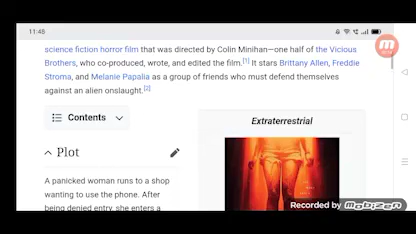 11:45
science fiction horror film that was directed by Colin Minihan—one half of the Vicious
Brothers, who co-produced, wrote, and edited the film.[1] It stars Brittany Allen, Freddie
Stroma, and Melanie Papalia as a group of friends who must defend themselves
against an alien onslaught.[2]
Contents
Extraterrestrial
Plot
A panicked woman runs to a shop
wanting to use the phone. After
being denied entry, she enters a
Recorded by mobizen